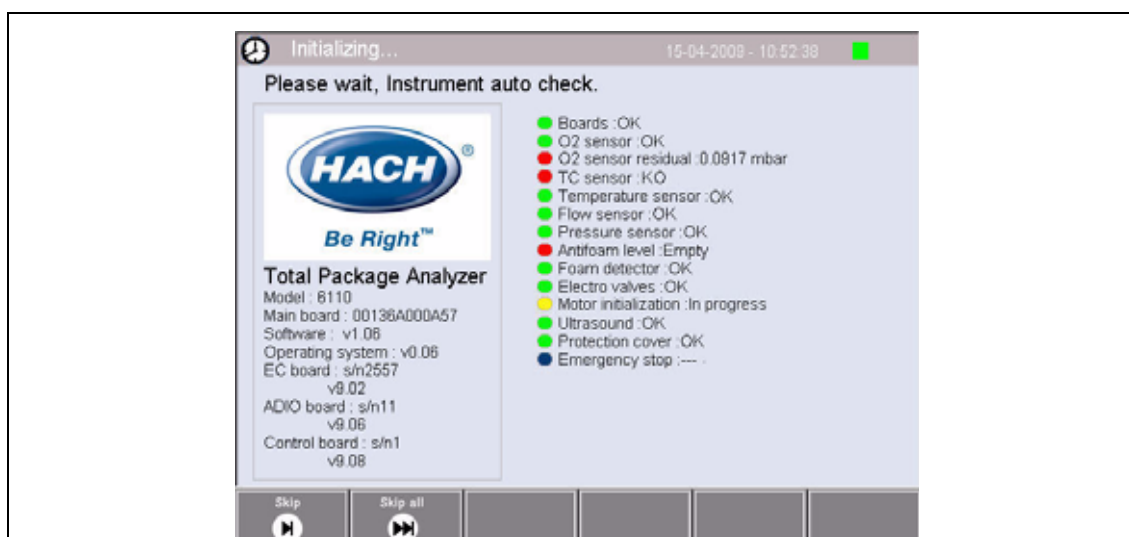 Initializing...
15-04-2009 - 10:52:38
Please wait, Instrument auto check.
HACH®
Be Right™
Total Package Analyzer
Model : 6110
Main board : 00136A000A57
Software : v1.06
Operating system : v0.06
EC board : s/n2557
v9.02
ADIO board : s/n11
v9.06
Control board : s/n1
v9.08
Boards :OK
O2 sensor :OK
O2 sensor residual :0.0917 mbar
TC sensor :KO
Temperature sensor :OK
Flow sensor :OK
Pressure sensor :OK
Antifoam level :Empty
Foam detector :OK
Electro valves :OK
Motor initialization :In progress
Ultrasound :OK
Protection cover :OK
Emergency stop :---
Skip
Skip all